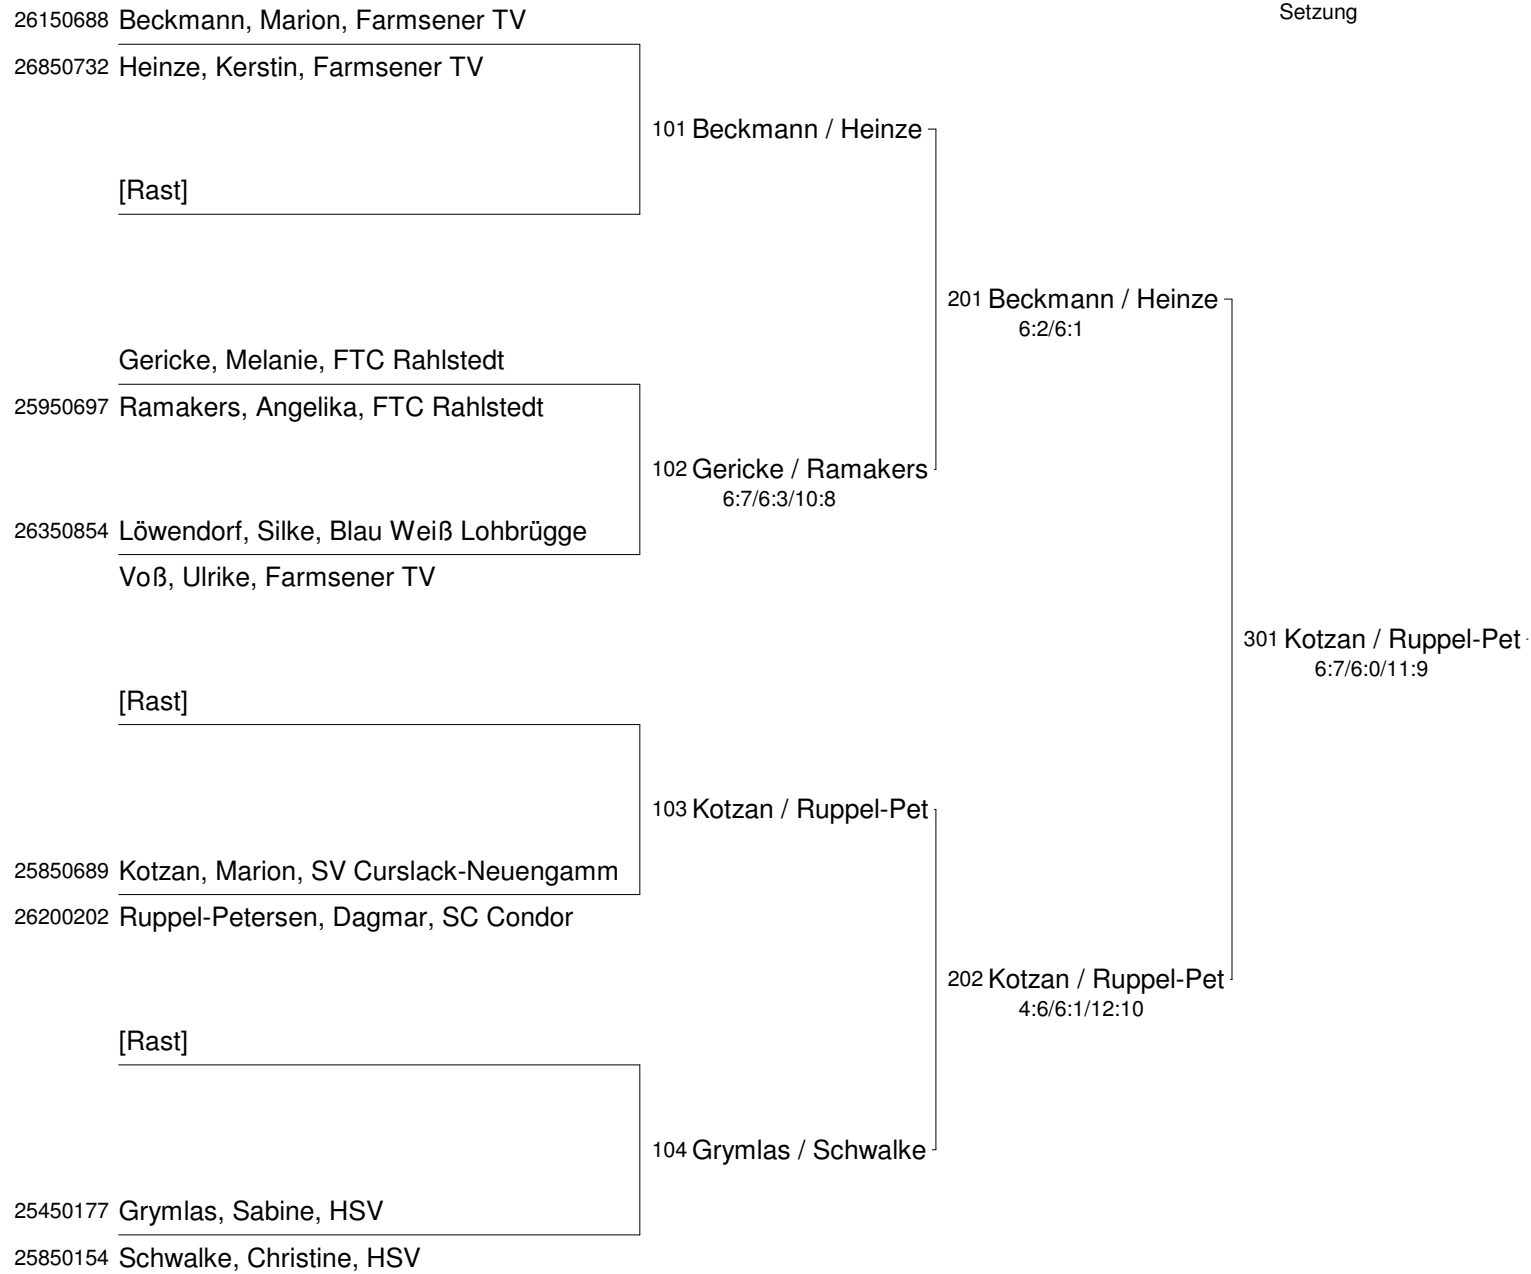 Setzung
26150688 Beckmann, Marion, Farmsener TV
26850732 Heinze, Kerstin, Farmsener TV
101 Beckmann / Heinze
[Rast]
201 Beckmann / Heinze
6:2/6:1
Gericke, Melanie, FTC Rahlstedt
25950697 Ramakers, Angelika, FTC Rahlstedt
102 Gericke / Ramakers
6:7/6:3/10:8
26350854 Löwendorf, Silke, Blau Weiß Lohbrügge
Voß, Ulrike, Farmsener TV
301 Kotzan / Ruppel-Pet
6:7/6:0/11:9
[Rast]
103 Kotzan / Ruppel-Pet
25850689 Kotzan, Marion, SV Curslack-Neuengamm
26200202 Ruppel-Petersen, Dagmar, SC Condor
202 Kotzan / Ruppel-Pet
4:6/6:1/12:10
[Rast]
104 Grymlas / Schwalke
25450177 Grymlas, Sabine, HSV
25850154 Schwalke, Christine, HSV